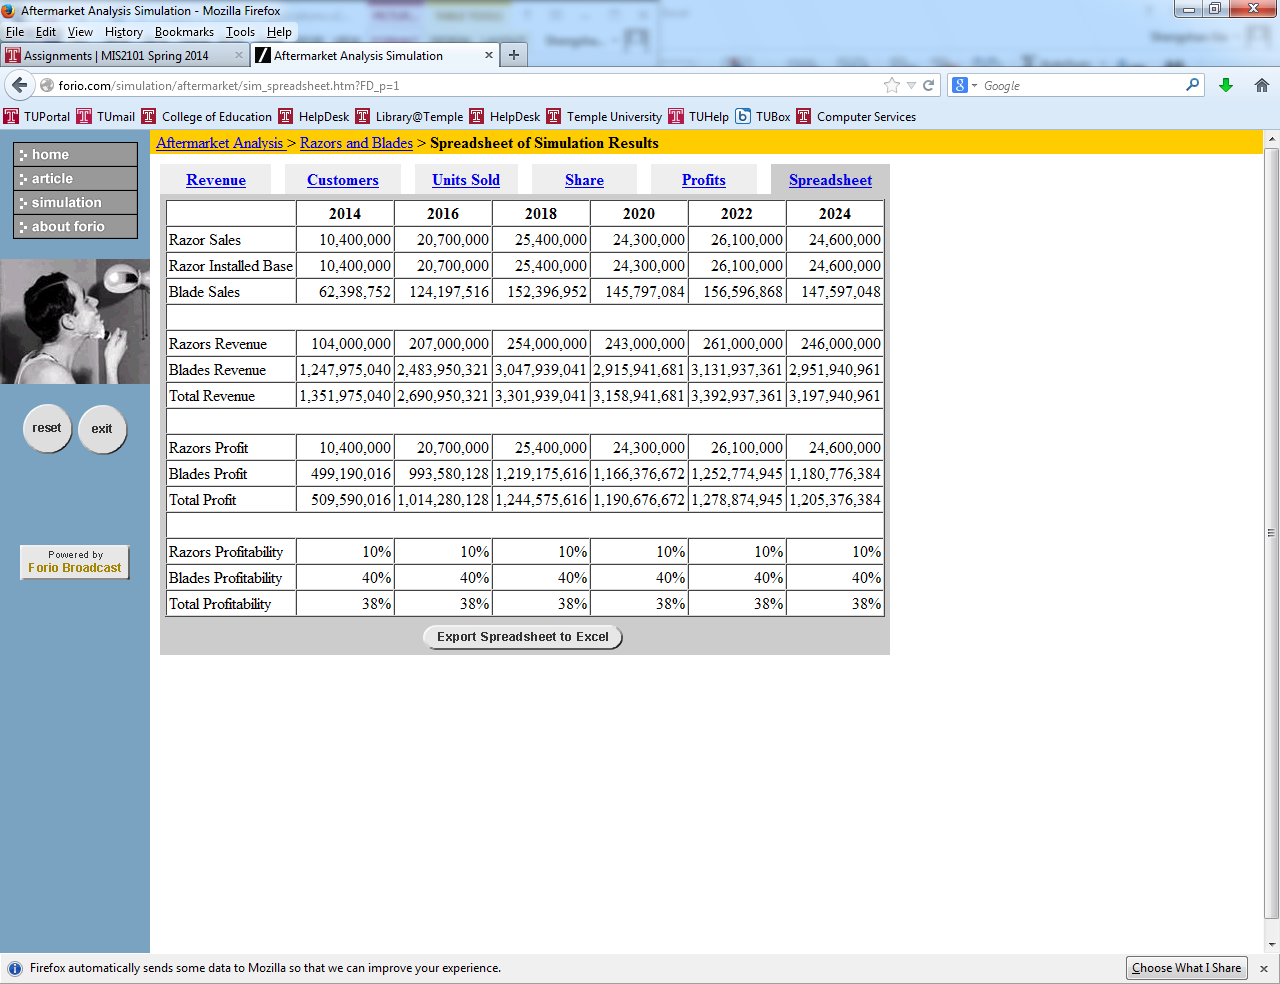 Aftermarket Analysis Simulation - Mozilla Firefox
File Edit View History Bookmarks Tools Help
Assignments | MIS2101 Spring 2014 × Aftermarket Analysis Simulation × +
forio.com/simulation/aftermarket/sim_spreadsheet.htm?FD_p=1 Google
TUPortal TUmail College of Education HelpDesk Library@Temple HelpDesk Temple University TUHelp TUBox Computer Services
home
article
simulation
about forio
reset exit
Powered by
Forio Broadcast
Aftermarket Analysis > Razors and Blades > Spreadsheet of Simulation Results
Revenue Customers Units Sold Share Profits Spreadsheet
2014 2016 2018 2020 2022 2024
Razor Sales 10,400,000 20,700,000 25,400,000 24,300,000 26,100,000 24,600,000
Razor Installed Base 10,400,000 20,700,000 25,400,000 24,300,000 26,100,000 24,600,000
Blade Sales 62,398,752 124,197,516 152,396,952 145,797,084 156,596,868 147,597,048
Razors Revenue 104,000,000 207,000,000 254,000,000 243,000,000 261,000,000 246,000,000
Blades Revenue 1,247,975,040 2,483,950,321 3,047,939,041 2,915,941,681 3,131,937,361 2,951,940,961
Total Revenue 1,351,975,040 2,690,950,321 3,301,939,041 3,158,941,681 3,392,937,361 3,197,940,961
Razors Profit 10,400,000 20,700,000 25,400,000 24,300,000 26,100,000 24,600,000
Blades Profit 499,190,016 993,580,128 1,219,175,616 1,166,376,672 1,252,774,945 1,180,776,384
Total Profit 509,590,016 1,014,280,128 1,244,575,616 1,190,676,672 1,278,874,945 1,205,376,384
Razors Profitability 10% 10% 10% 10% 10% 10%
Blades Profitability 40% 40% 40% 40% 40% 40%
Total Profitability 38% 38% 38% 38% 38% 38%
Export Spreadsheet to Excel
Firefox automatically sends some data to Mozilla so that we can improve your experience. Choose What I Share ×